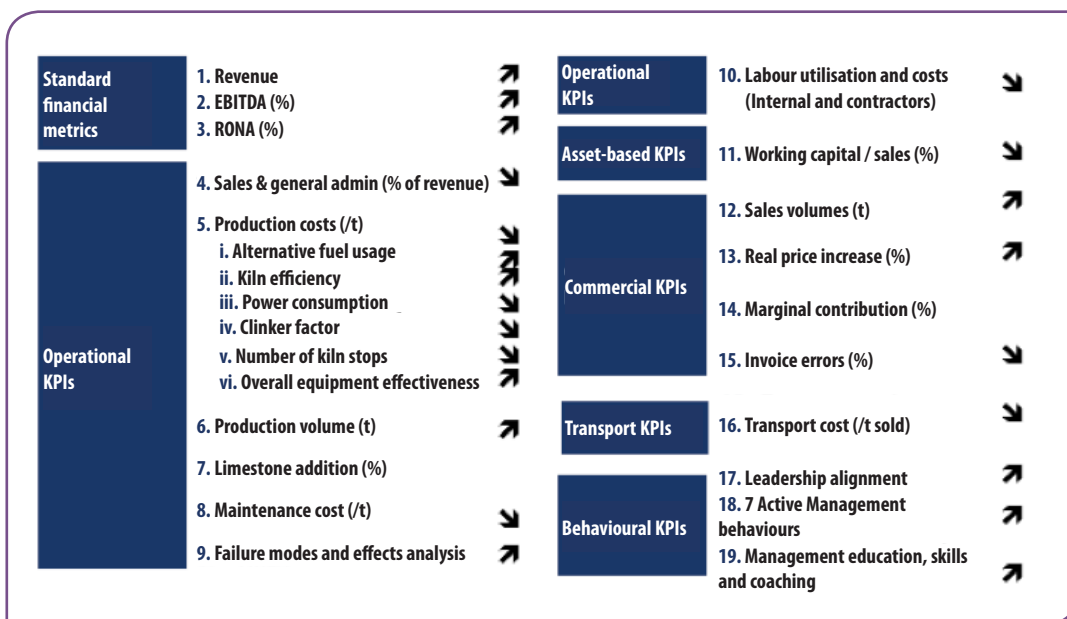 Standard
financial
metrics
1. Revenue
2. EBITDA (%)
3. RONA (%)
Operational
KPIs
4. Sales & general admin (% of revenue)
5. Production costs (/t)
i. Alternative fuel usage
ii. Kiln efficiency
iii. Power consumption
iv. Clinker factor
v. Number of kiln stops
vi. Overall equipment effectiveness
6. Production volume (t)
7. Limestone addition (%)
8. Maintenance cost (/t)
9. Failure modes and effects analysis
Operational
KPIs
10. Labour utilisation and costs
(Internal and contractors)
Asset-based KPIs
11. Working capital / sales (%)
Commercial KPIs
12. Sales volumes (t)
13. Real price increase (%)
14. Marginal contribution (%)
15. Invoice errors (%)
Transport KPIs
16. Transport cost (/t sold)
Behavioural KPIs
17. Leadership alignment
18. 7 Active Management
behaviours
19. Management education, skills
and coaching